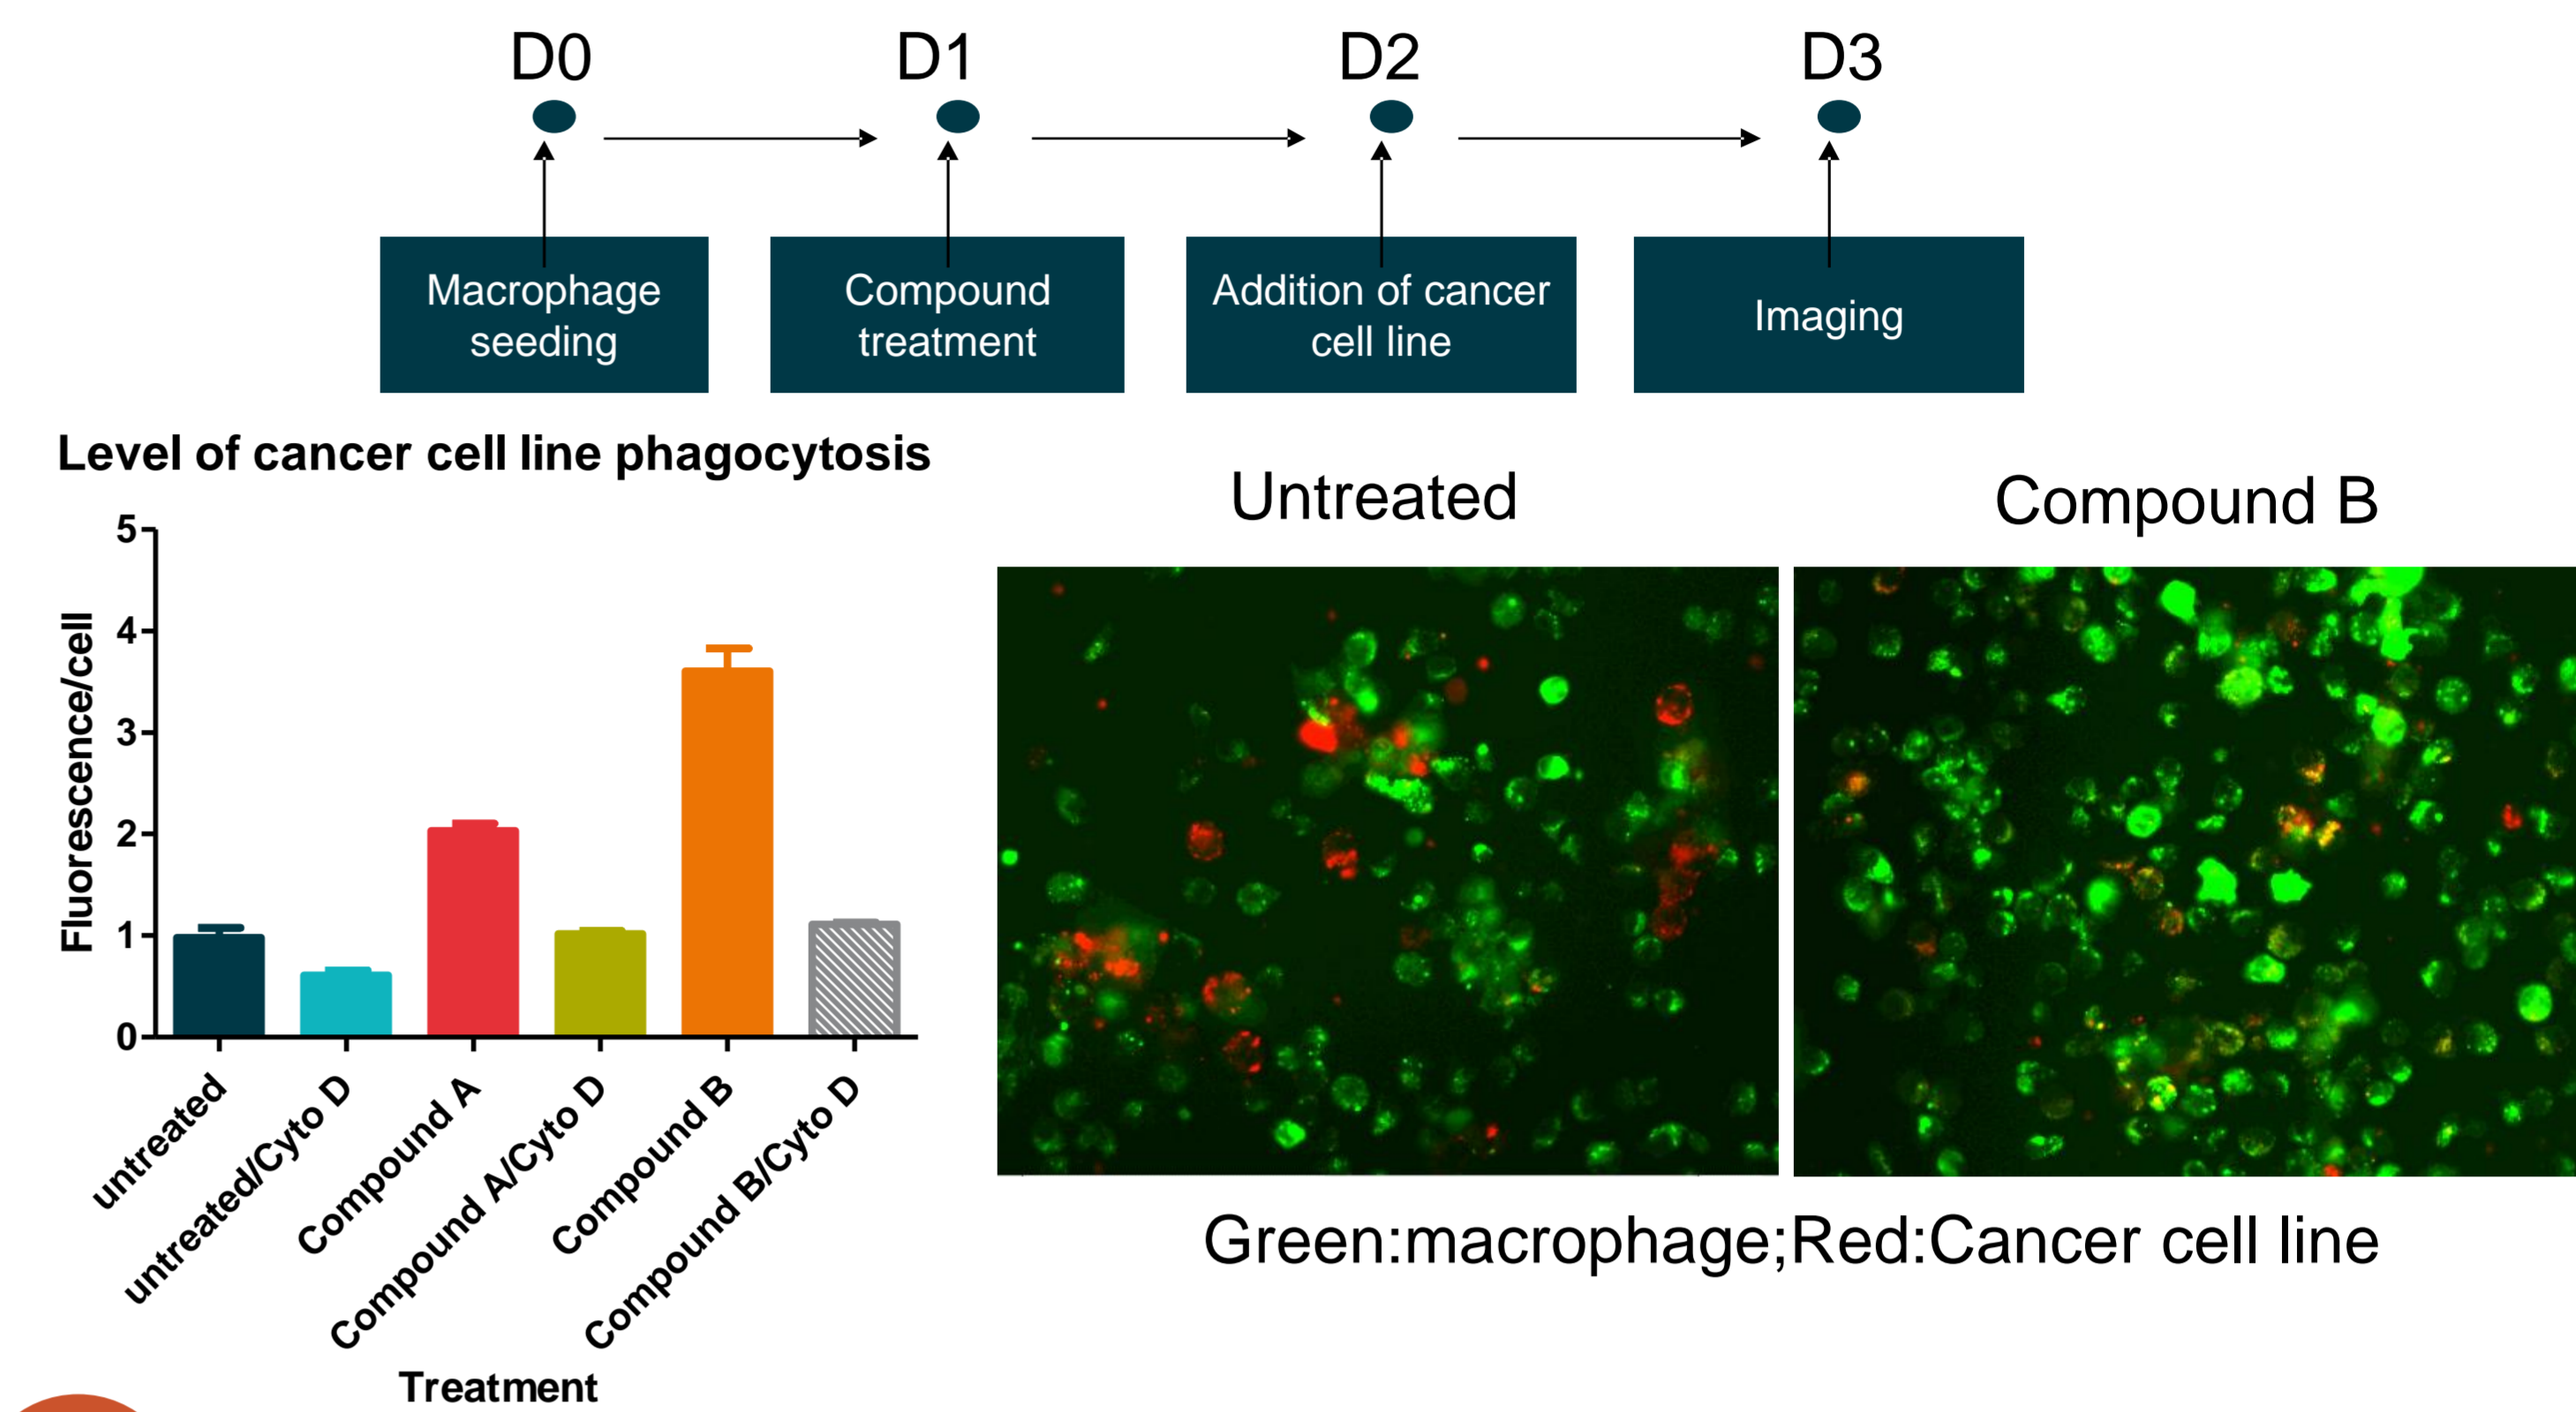 D0 D1 D2 D3
Macrophage
seeding
Compound
treatment
Addition of cancer
cell line
Imaging
Level of cancer cell line phagocytosis
Fluorescence/cell
5
4
3
2
1
0
untreated
untreated/Cyto D
Compound A
Compound A/Cyto D
Compound B
Compound B/Cyto D
Treatment
Untreated
Compound B
Green:macrophage;Red:Cancer cell line